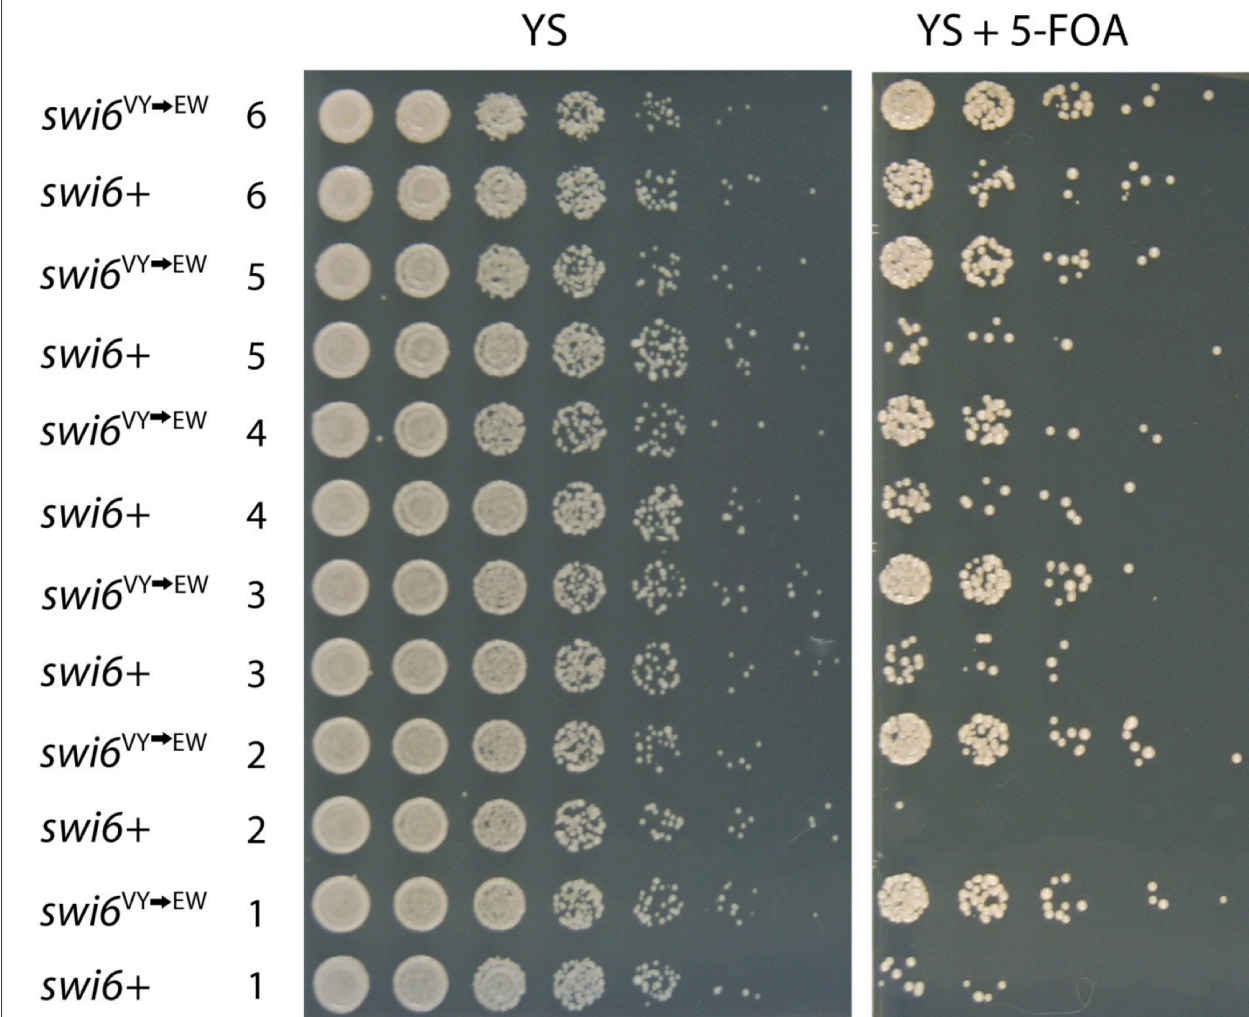 YS YS + 5-FOA
swi6VY➡EW 6
swi6+ 6
swi6VY➡EW 5
swi6+ 5
swi6VY➡EW 4
swi6+ 4
swi6VY➡EW 3
swi6+ 3
swi6VY➡EW 2
swi6+ 2
swi6VY➡EW 1
swi6+ 1